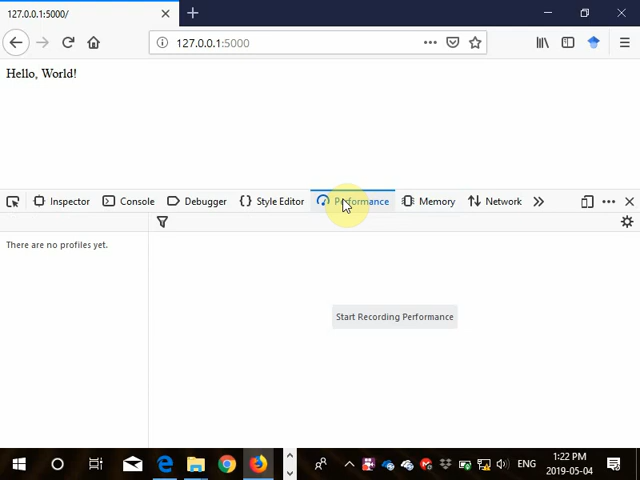 127.0.0.1:5000/
127.0.0.1:5000
Hello, World!
Inspector Console Debugger Style Editor Performance Memory Network
There are no profiles yet.
Start Recording Performance
ENG
1:22 PM
2019-05-04